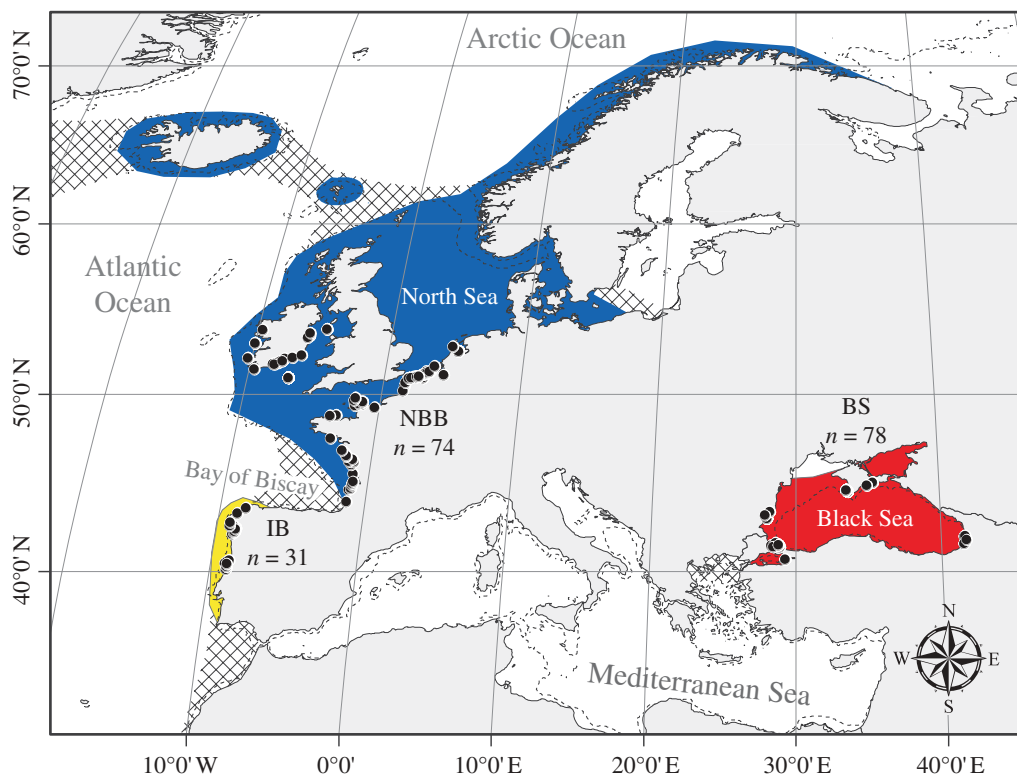 Arctic Ocean
70°0′ N
60°0′ N
50°0′ N
40°0′ N
Atlantic
Ocean
North Sea
NBB
n = 74
BS
n = 78
Bay of Biscay
Black Sea
IB
n = 31
Mediterranean Sea
N
W
E
S
10°0′ W
0°0′
10°0′ E
20°0′ E
30°0′ E
40°0′ E